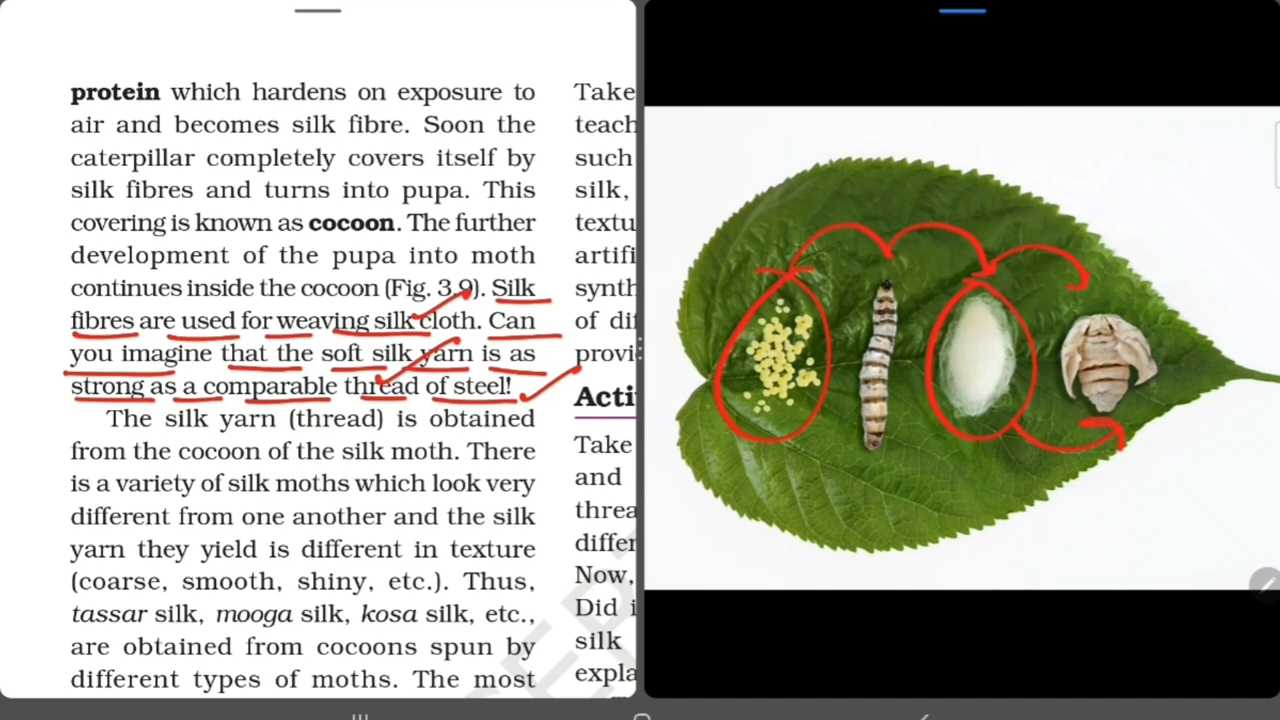 protein which hardens on exposure to
air and becomes silk fibre. Soon the
caterpillar completely covers itself by
silk fibres and turns into pupa. This
covering is known as cocoon. The further
development of the pupa into moth
continues inside the cocoon (Fig. 3.9). Silk
fibres are used for weaving silk cloth. Can
you imagine that the soft silk yarn is as
strong as a comparable thread of steel!
The silk yarn (thread) is obtained
from the cocoon of the silk moth. There
is a variety of silk moths which look very
different from one another and the silk
yarn they yield is different in texture
(coarse, smooth, shiny, etc.). Thus,
tassar silk, mooga silk, kosa silk, etc.,
are obtained from cocoons spun by
different types of moths. The most
Take
teach
such
silk,
textu
artifi
synth
of di
provi
Acti
Take
and
threa
differ
Now,
Did i
silk
expla